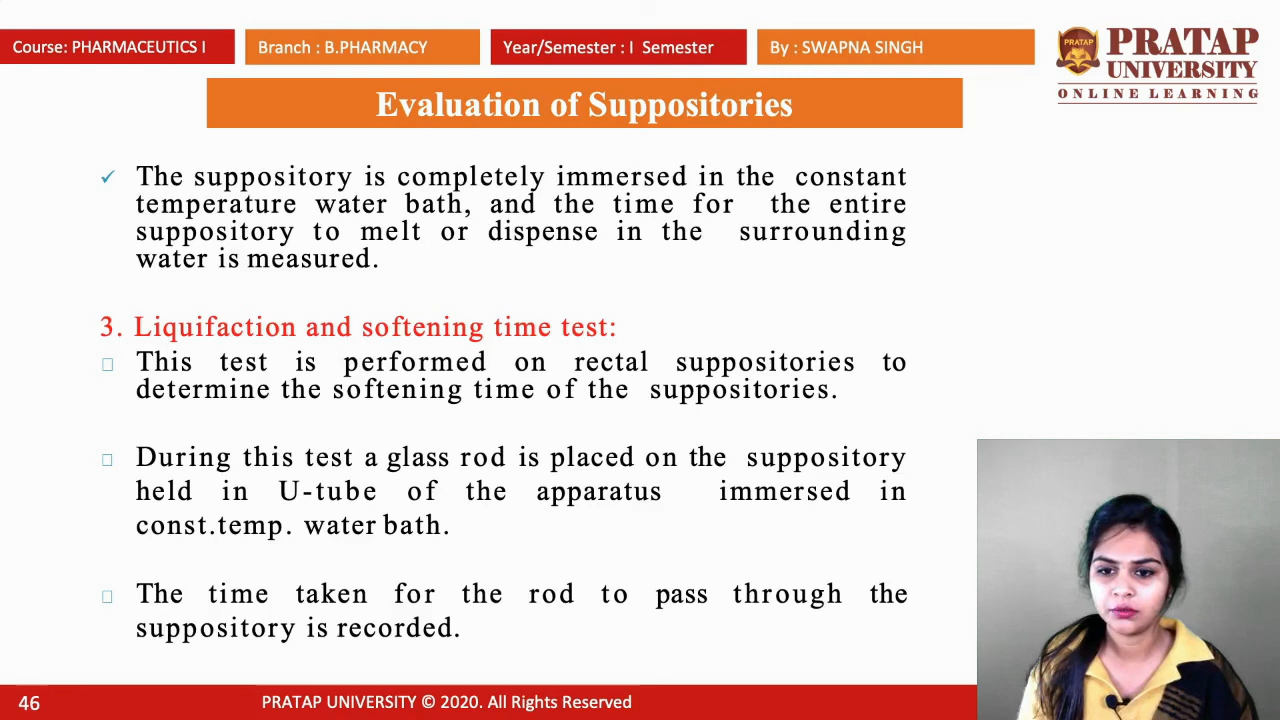 Course: PHARMACEUTICS I
Branch : B.PHARMACY
Year/Semester : I Semester
By : SWAPNA SINGH
PRATAP
PRATAP
UNIVERSITY
ONLINE LEARNING
Evaluation of Suppositories
The suppository is completely immersed in the constant
temperature water bath, and the time for the entire
suppository to melt or dispense in the surrounding
water is measured.
3. Liquifaction and softening time test:
This test is performed on rectal suppositories to
determine the softening time of the suppositories.
During this test a glass rod is placed on the suppository
held in U-tube of the apparatus immersed in
const.temp. water bath.
The time taken for the rod to pass through the
suppository is recorded.
46
PRATAP UNIVERSITY © 2020. All Rights Reserved